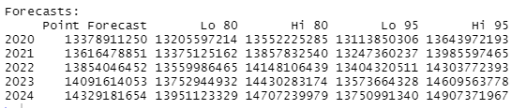 Forecasts:
Point Forecast Lo 80 Hi 80 Lo 95 Hi 95
2020 13378911250 13205597214 13552225285 13113850306 13643972193
2021 13616478851 13375125162 13857832540 13247360237 13985597465
2022 13854046452 13559986465 14148106439 13404320511 14303772393
2023 14091614053 13752944932 14430283174 13573664328 14609563778
2024 14329181654 13951123329 14707239979 13750991340 14907371967